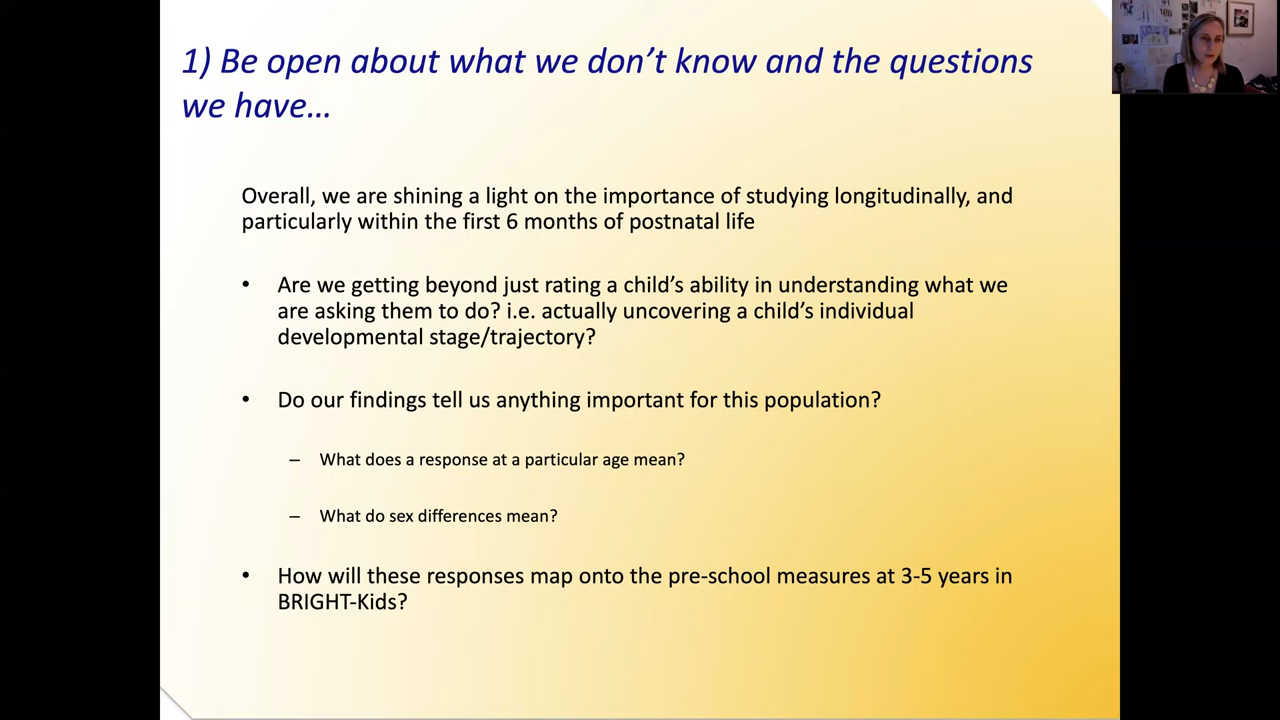 1) Be open about what we don't know and the questions
we have...
Overall, we are shining a light on the importance of studying longitudinally, and
particularly within the first 6 months of postnatal life
• Are we getting beyond just rating a child's ability in understanding what we
are asking them to do? i.e. actually uncovering a child's individual
developmental stage/trajectory?
• Do our findings tell us anything important for this population?
– What does a response at a particular age mean?
– What do sex differences mean?
• How will these responses map onto the pre-school measures at 3-5 years in
BRIGHT-Kids?